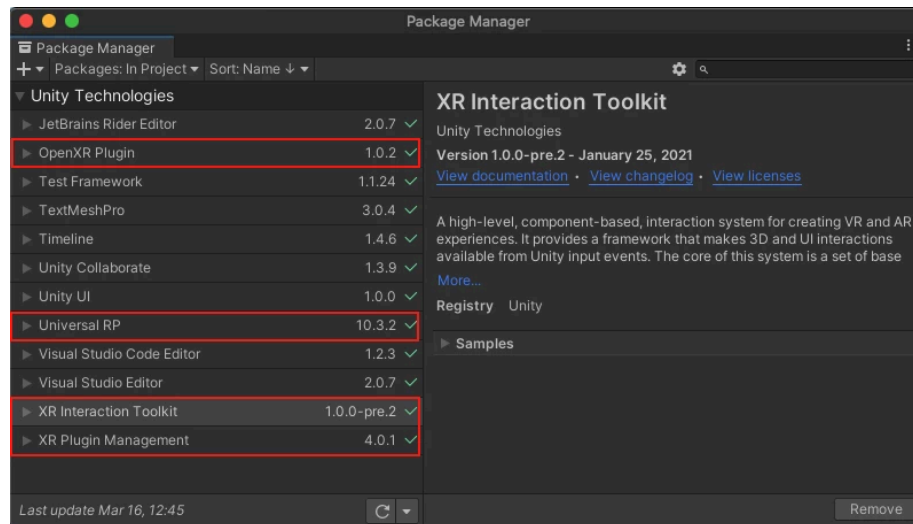 Package Manager
Package Manager
Packages: In Project Sort: Name ↓
Unity Technologies
JetBrains Rider Editor 2.0.7
OpenXR Plugin 1.0.2
Test Framework 1.1.24
TextMeshPro 3.0.4
Timeline 1.4.6
Unity Collaborate 1.3.9
Unity UI 1.0.0
Universal RP 10.3.2
Visual Studio Code Editor 1.2.3
Visual Studio Editor 2.0.7
XR Interaction Toolkit 1.0.0-pre.2
XR Plugin Management 4.0.1
Last update Mar 16, 12:45
XR Interaction Toolkit
Unity Technologies
Version 1.0.0-pre.2 - January 25, 2021
View documentation • View changelog • View licenses
A high-level, component-based, interaction system for creating VR and AR
experiences. It provides a framework that makes 3D and UI interactions
available from Unity input events. The core of this system is a set of base
More...
Registry Unity
Samples
Remove